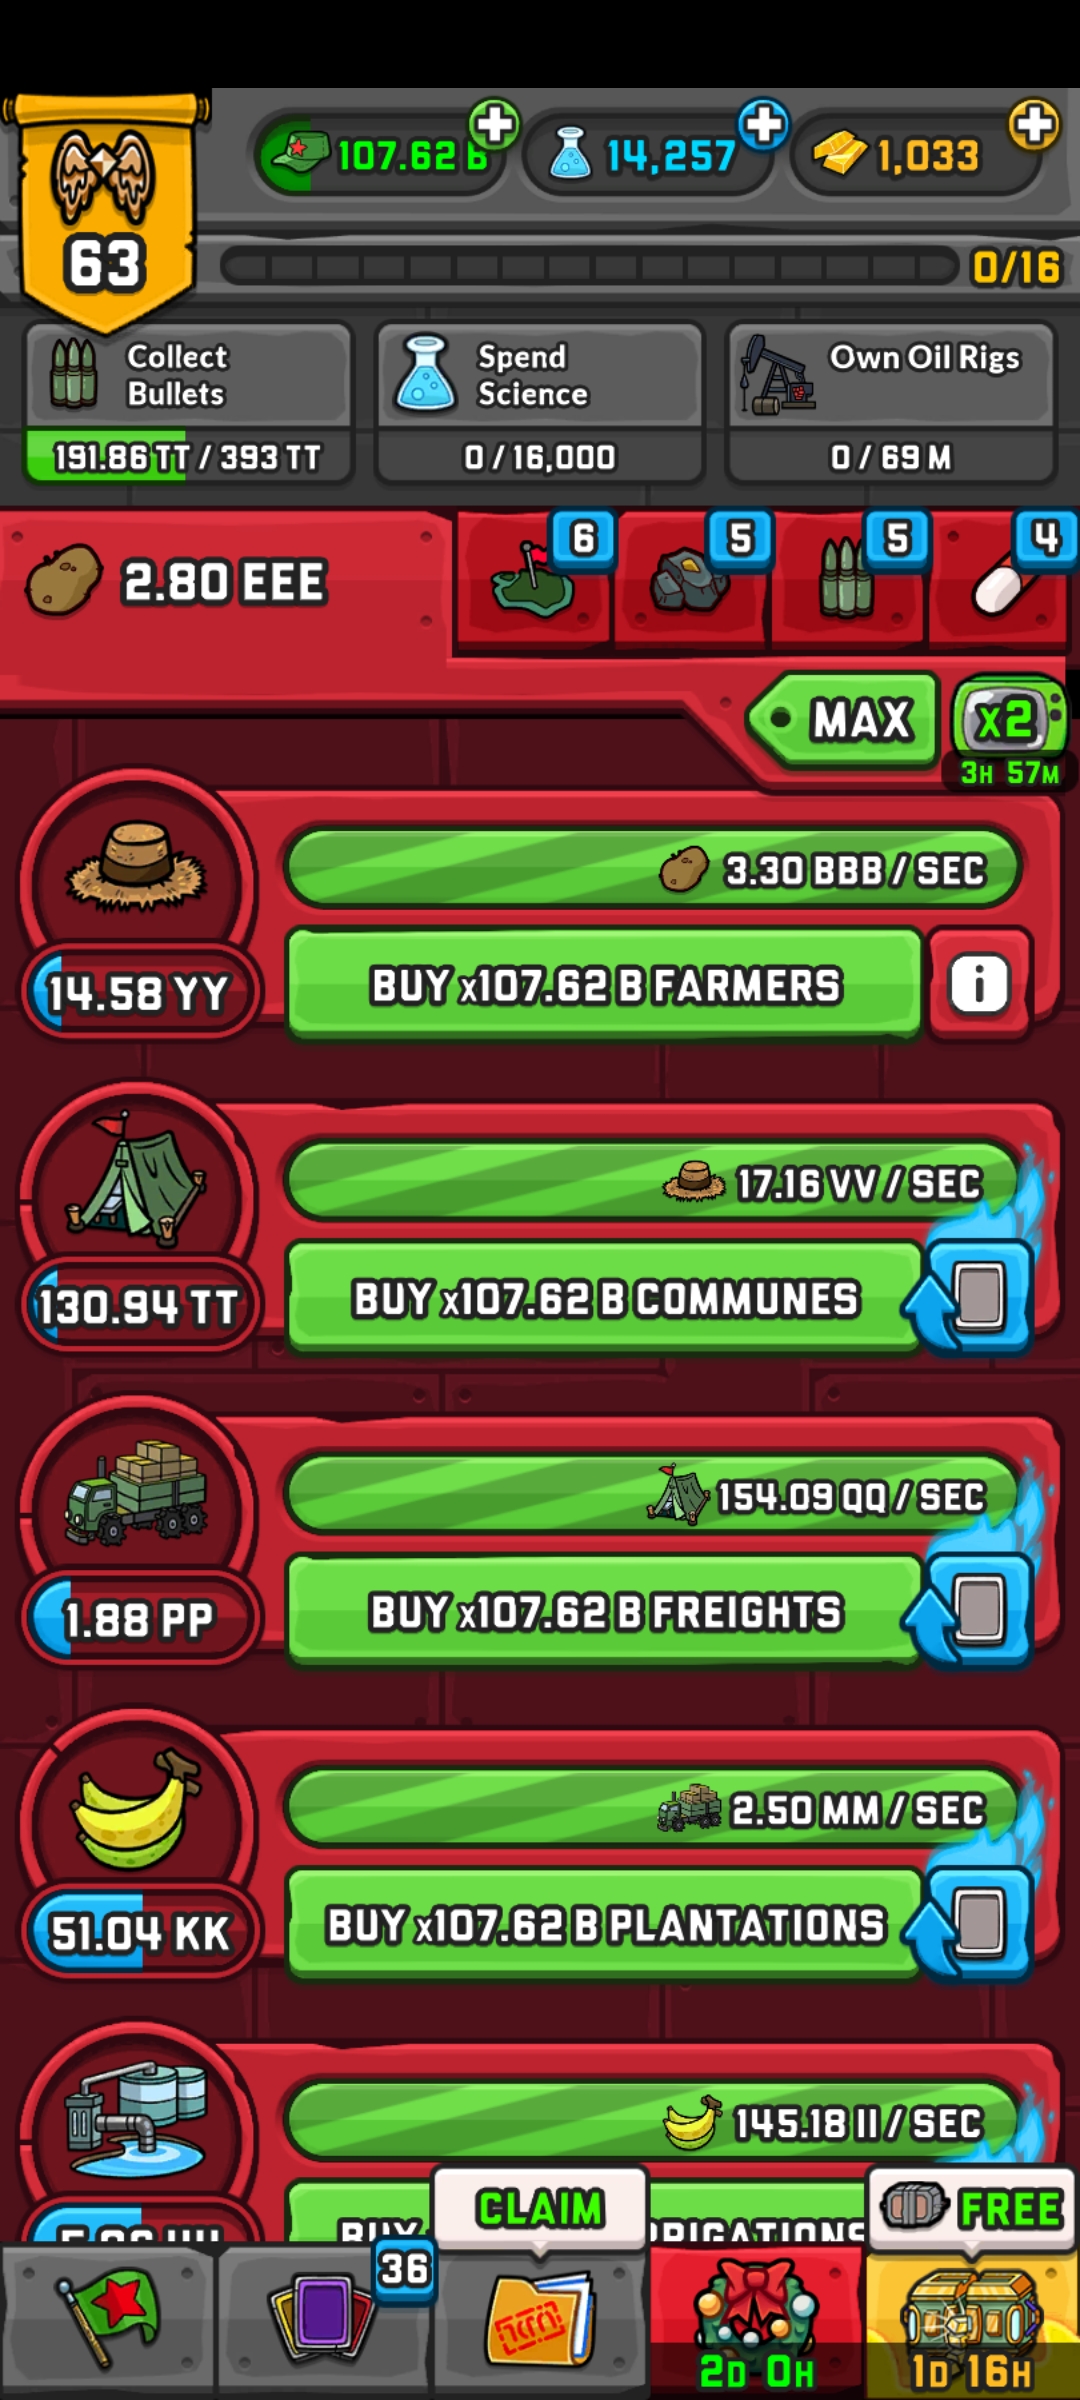 107.62 B
14,257
1,033
63
0/16
Collect
Bullets
191.86 TT / 393 TT
Spend
Science
0 / 16,000
Own Oil Rigs
0 / 69 M
2.80 EEE
6
5
5
4
MAX
x2
3H 57M
3.30 BBB / SEC
14.58 YY
BUY x107.62 B FARMERS
i
17.16 VV / SEC
130.94 TT
BUY x107.62 B COMMUNES
154.09 QQ / SEC
1.88 PP
BUY x107.62 B FREIGHTS
2.50 MM / SEC
51.04 KK
BUY x107.62 B PLANTATIONS
145.18 II / SEC
BUY
CLAIM
FREE
36
2D 0H
1D 16H